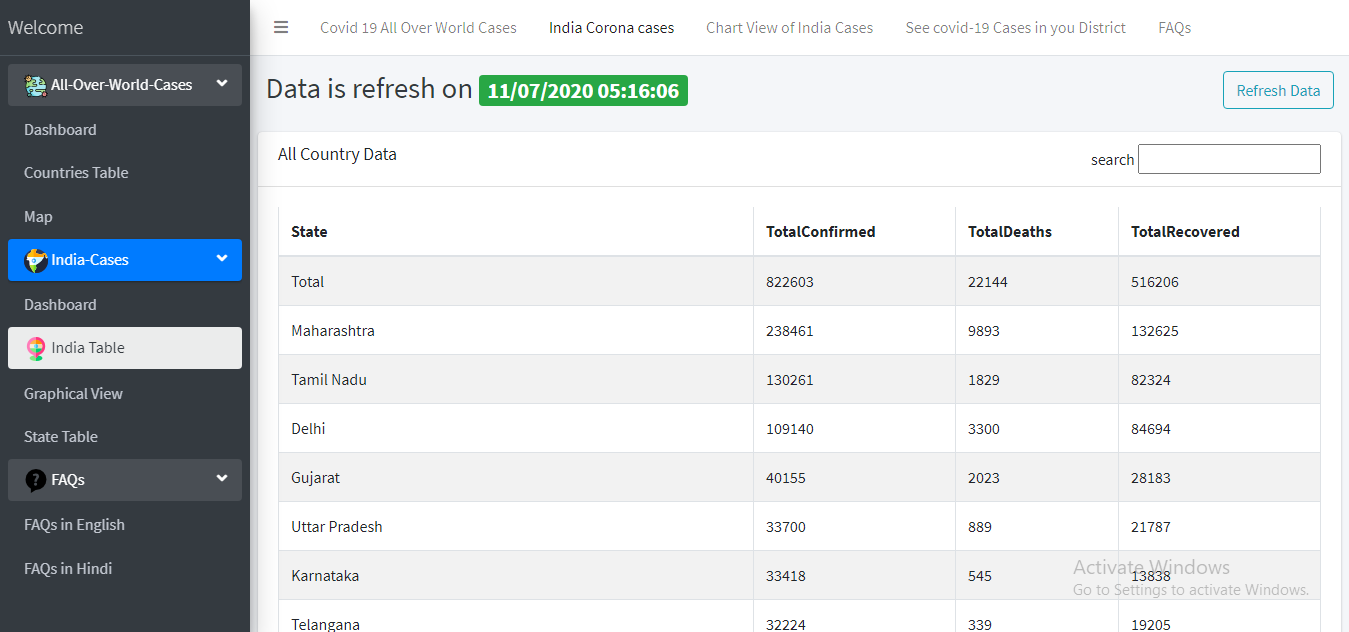 Welcome
All-Over-World-Cases
Dashboard
Countries Table
Map
India-Cases
Dashboard
India Table
Graphical View
State Table
FAQs
FAQs in English
FAQs in Hindi
Covid 19 All Over World Cases India Corona cases Chart View of India Cases See covid-19 Cases in you District FAQs
Data is refresh on 11/07/2020 05:16:06 Refresh Data
All Country Data search
State TotalConfirmed TotalDeaths TotalRecovered
Total 822603 22144 516206
Maharashtra 238461 9893 132625
Tamil Nadu 130261 1829 82324
Delhi 109140 3300 84694
Gujarat 40155 2023 28183
Uttar Pradesh 33700 889 21787
Karnataka 33418 545 13838
Telangana 32224 339 19205
Activate Windows
Go to Settings to activate Windows.